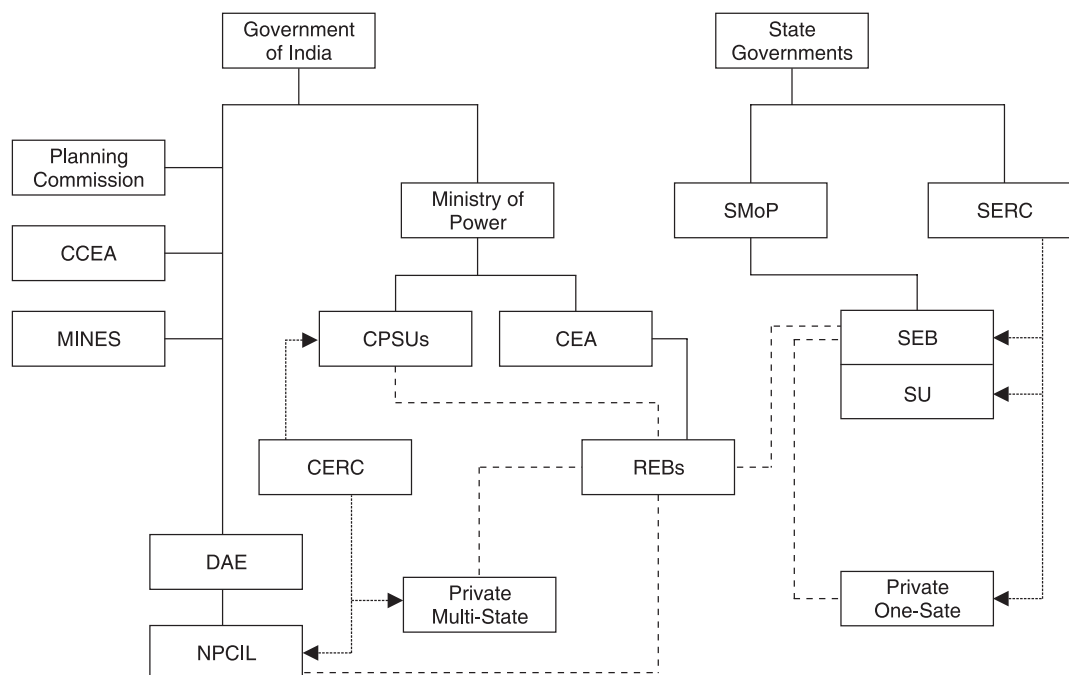 Government
of India
State
Governments
Planning
Commission
Ministry of
Power
SMoP
SERC
CCEA
MINES
CPSUs
CEA
SEB
SU
CERC
REBs
DAE
Private
Multi-State
Private
One-Sate
NPCIL